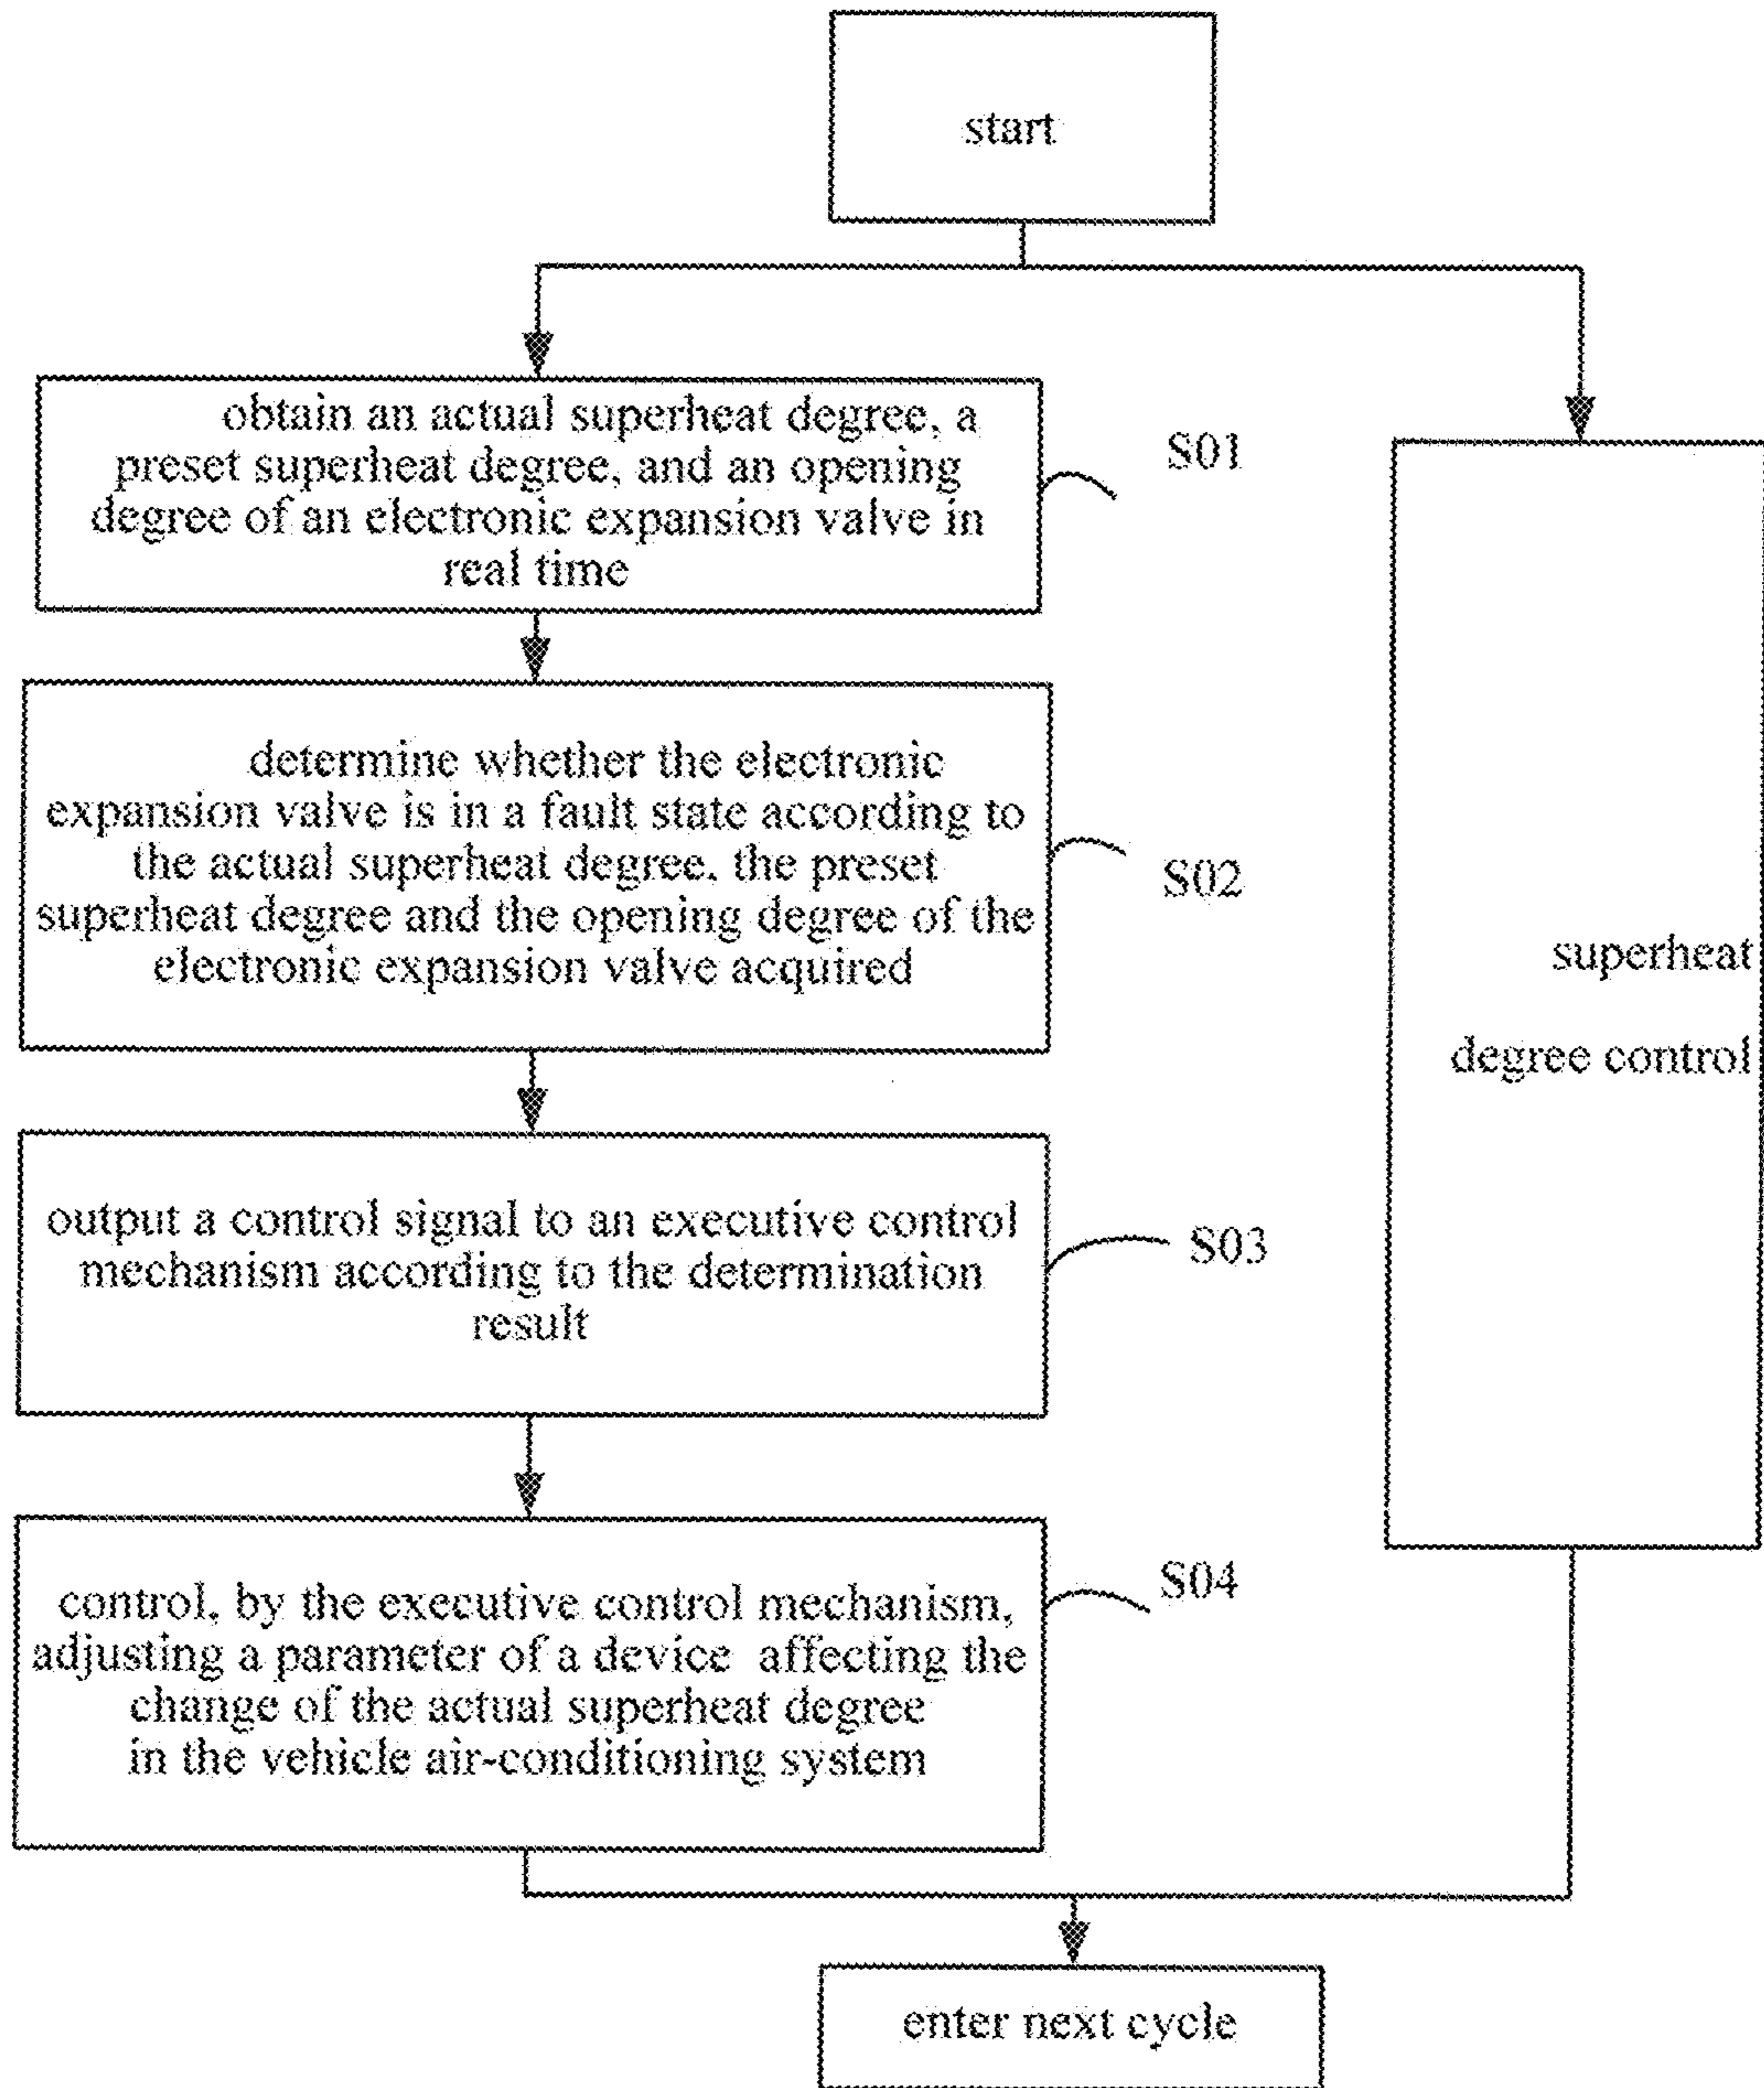 start
obtain an actual superheat degree, a
preset superheat degree, and an opening
degree of an electronic expansion valve in
real time
S01
determine whether the electronic
expansion valve is in a fault state according to
the actual superheat degree, the preset
superheat degree and the opening degree of the
electronic expansion valve acquired
S02
superheat
degree control
output a control signal to an executive control
mechanism according to the determination
result
S03
control, by the executive control mechanism,
adjusting a parameter of a device affecting the
change of the actual superheat degree
in the vehicle air-conditioning system
S04
enter next cycle